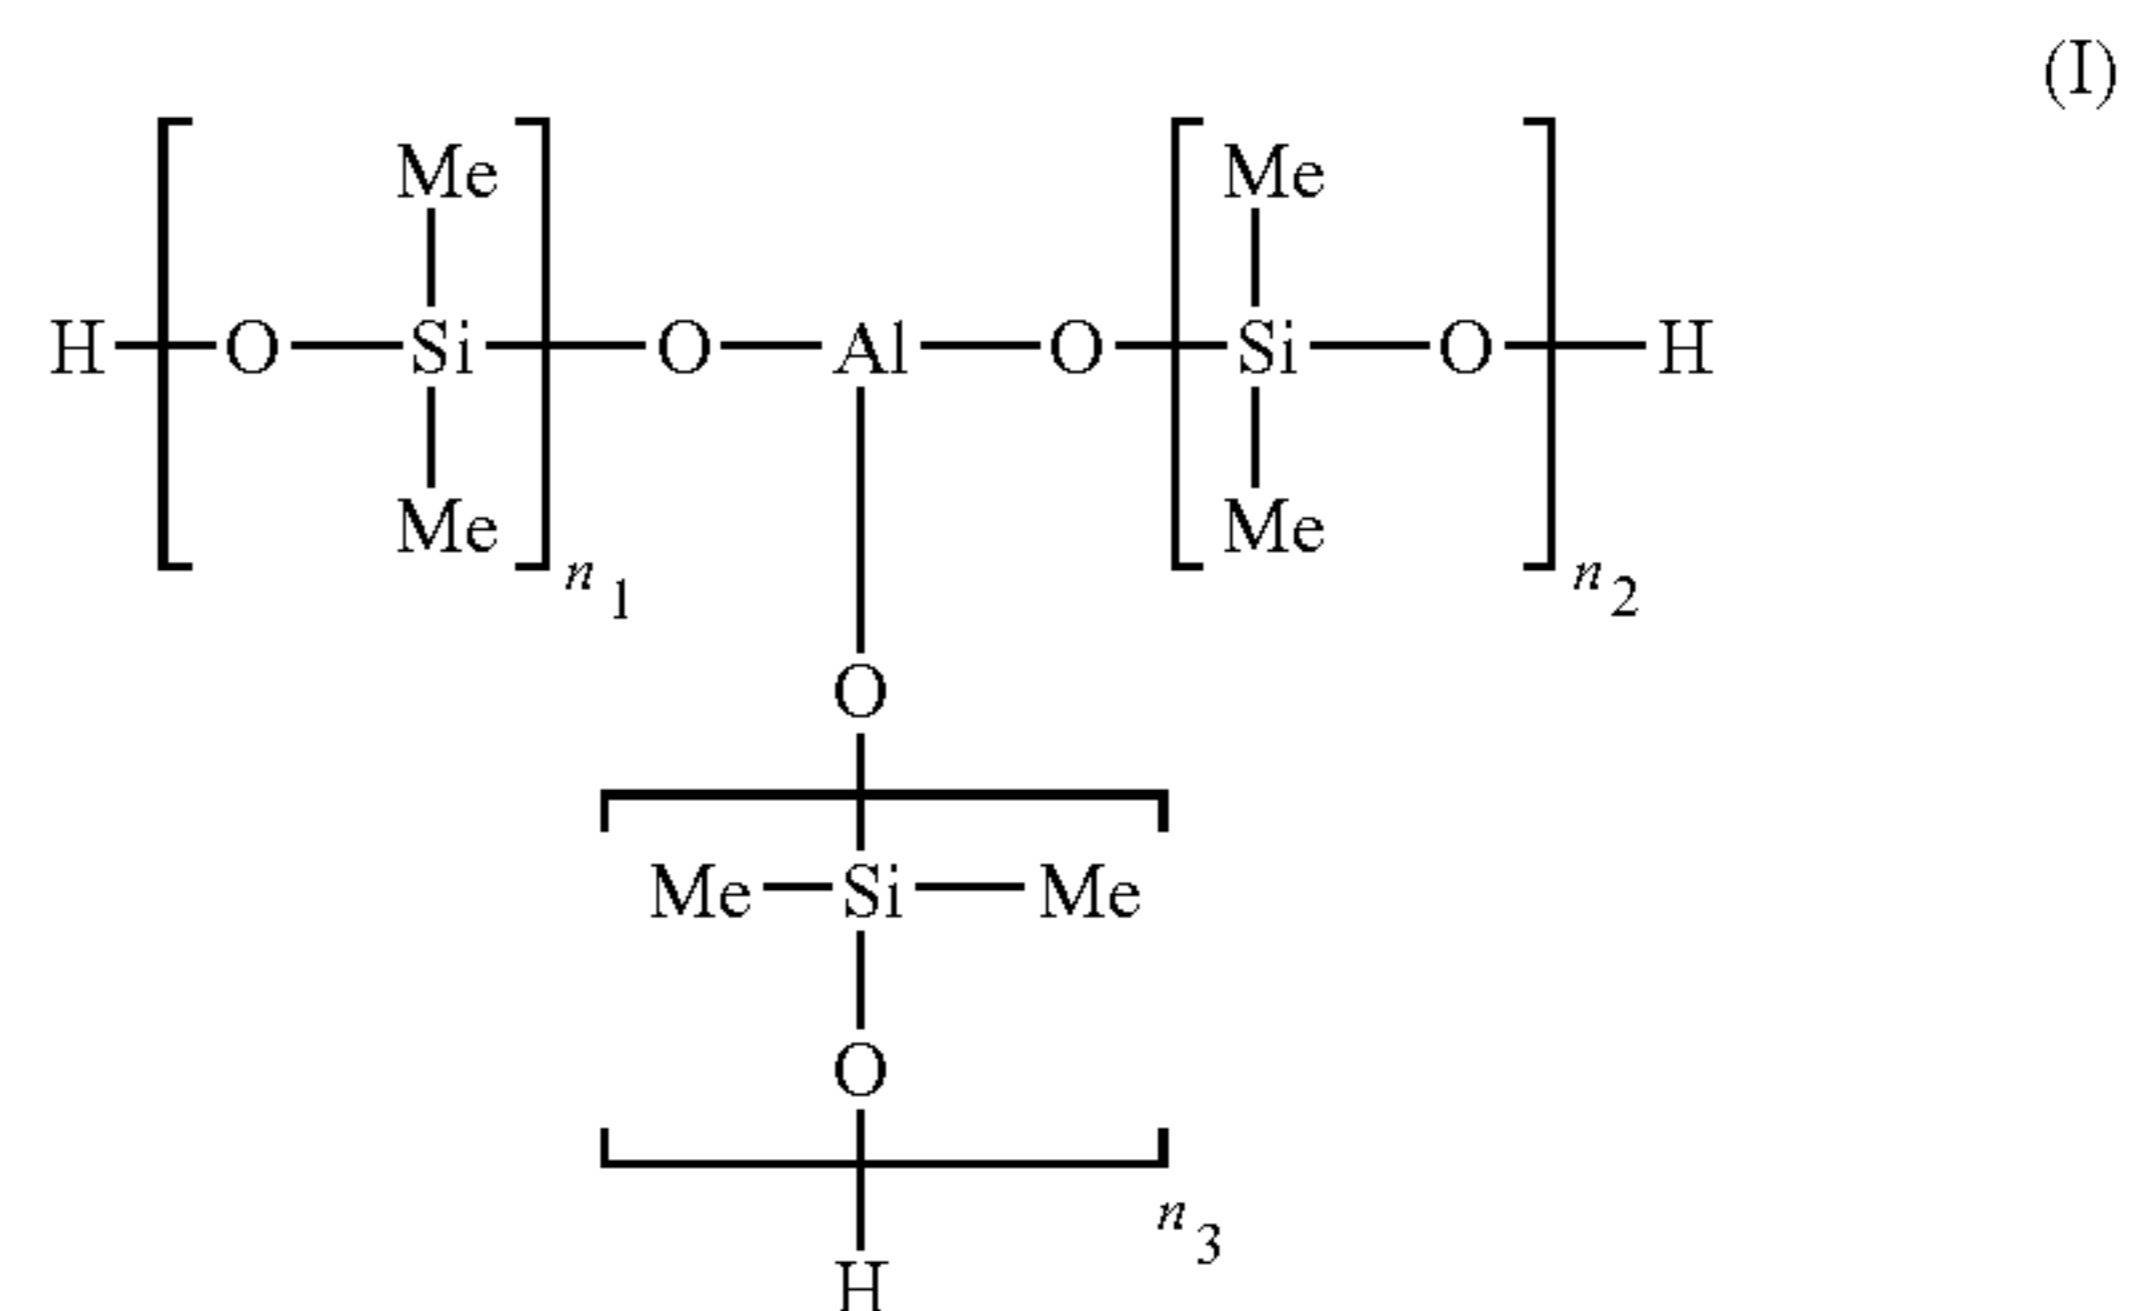 (I)
Me Me
H O Si O Al O Si O H
Me Me
n1 n2
O
Me Si Me
O
n3
H